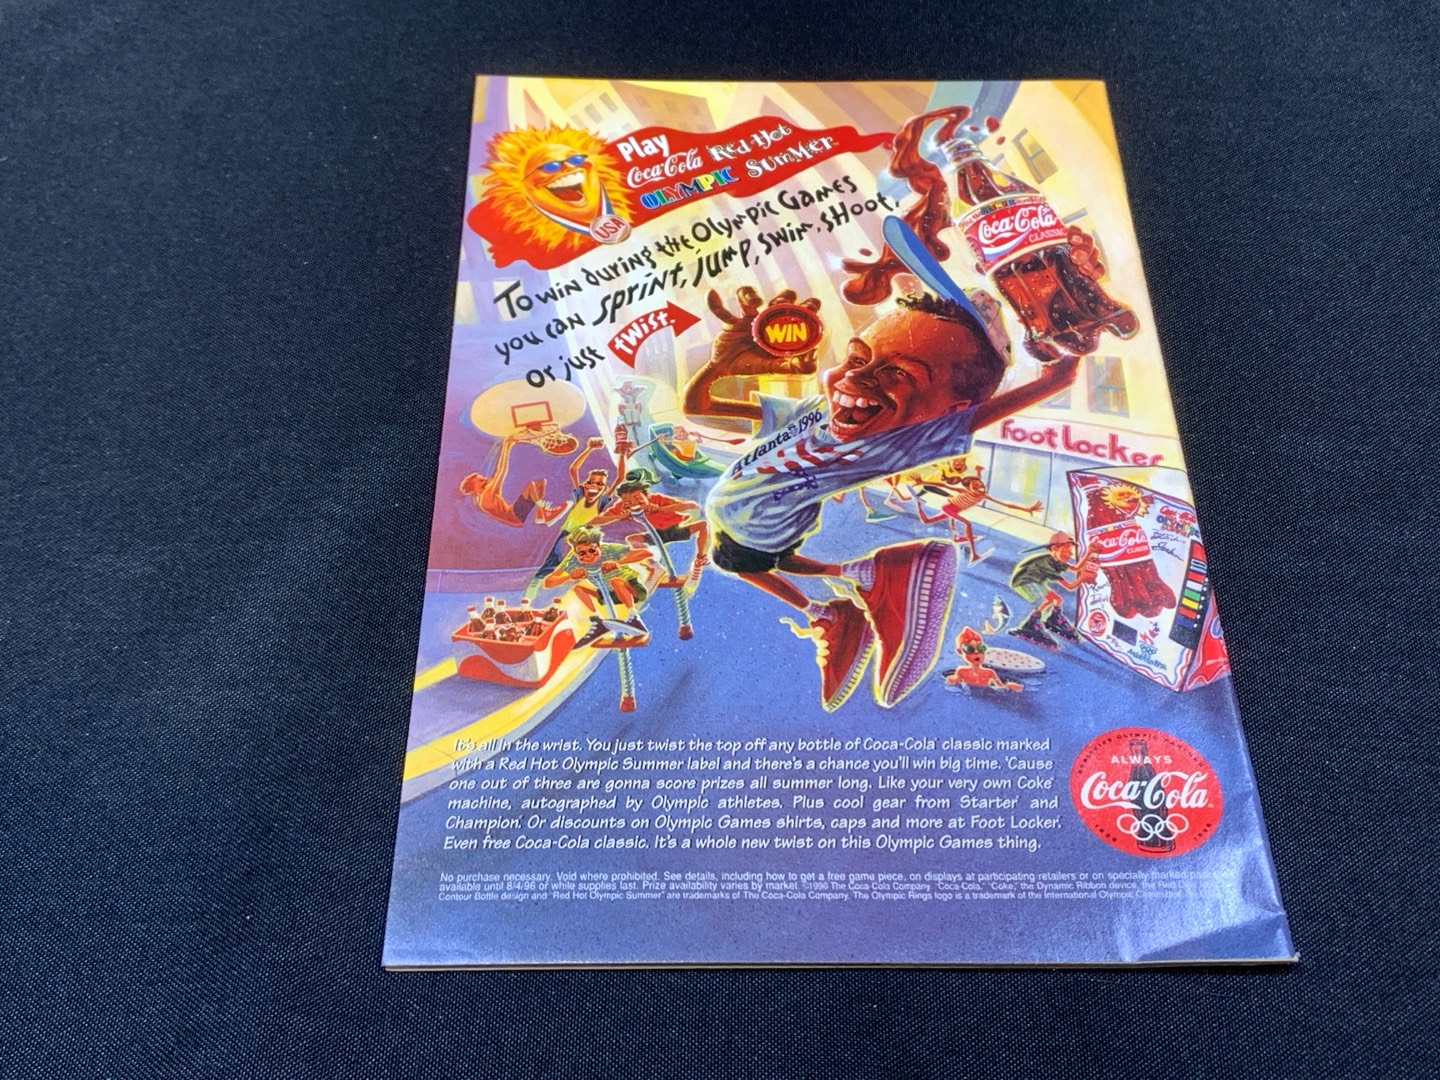 Play
Coca-Cola Red-Hot
OLYMPIC SUMMER
USA
To win during the Olympic Games
you can sprint, jump, swim, shoot.
Or just twist.
WIN
Coca-Cola
CLASSIC
Atlanta 1996
Foot Locker
Coca-Cola
CLASSIC
It's all in the wrist. You just twist the top off any bottle of Coca-Cola classic marked
with a Red Hot Olympic Summer label and there's a chance you'll win big time. 'Cause
one out of three are gonna score prizes all summer long. Like your very own Coke
machine, autographed by Olympic athletes. Plus cool gear from Starter and
Champion. Or discounts on Olympic Games shirts, caps and more at Foot Locker.
Even free Coca-Cola classic. It's a whole new twist on this Olympic Games thing.
ALWAYS
Coca-Cola
No purchase necessary. Void where prohibited. See details, including how to get a free game piece, on displays at participating retailers or on specially marked
available until 8/4/96 or while supplies last. Prize availability varies by market. ©1996 The Coca-Cola Company. "Coca-Cola," "Coke," the Dynamic Ribbon device, the Red
Contour Bottle design and "Red Hot Olympic Summer" are trademarks of The Coca-Cola Company. The Olympic Rings logo is a trademark of the International Olympic